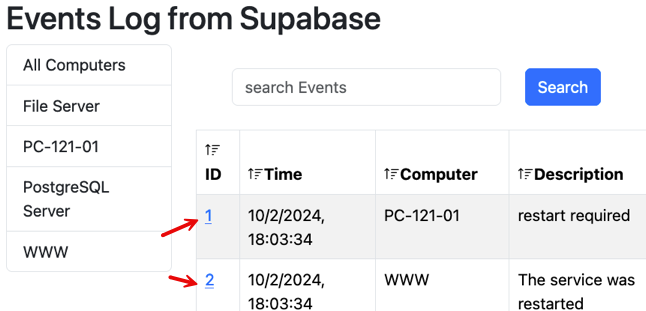 Events Log from Supabase
All Computers
File Server
PC-121-01
PostgreSQL
Server
WWW
search Events
Search
ID
Time
Computer
Description
1
10/2/2024,
18:03:34
PC-121-01
restart required
2
10/2/2024,
18:03:34
WWW
The service was
restarted